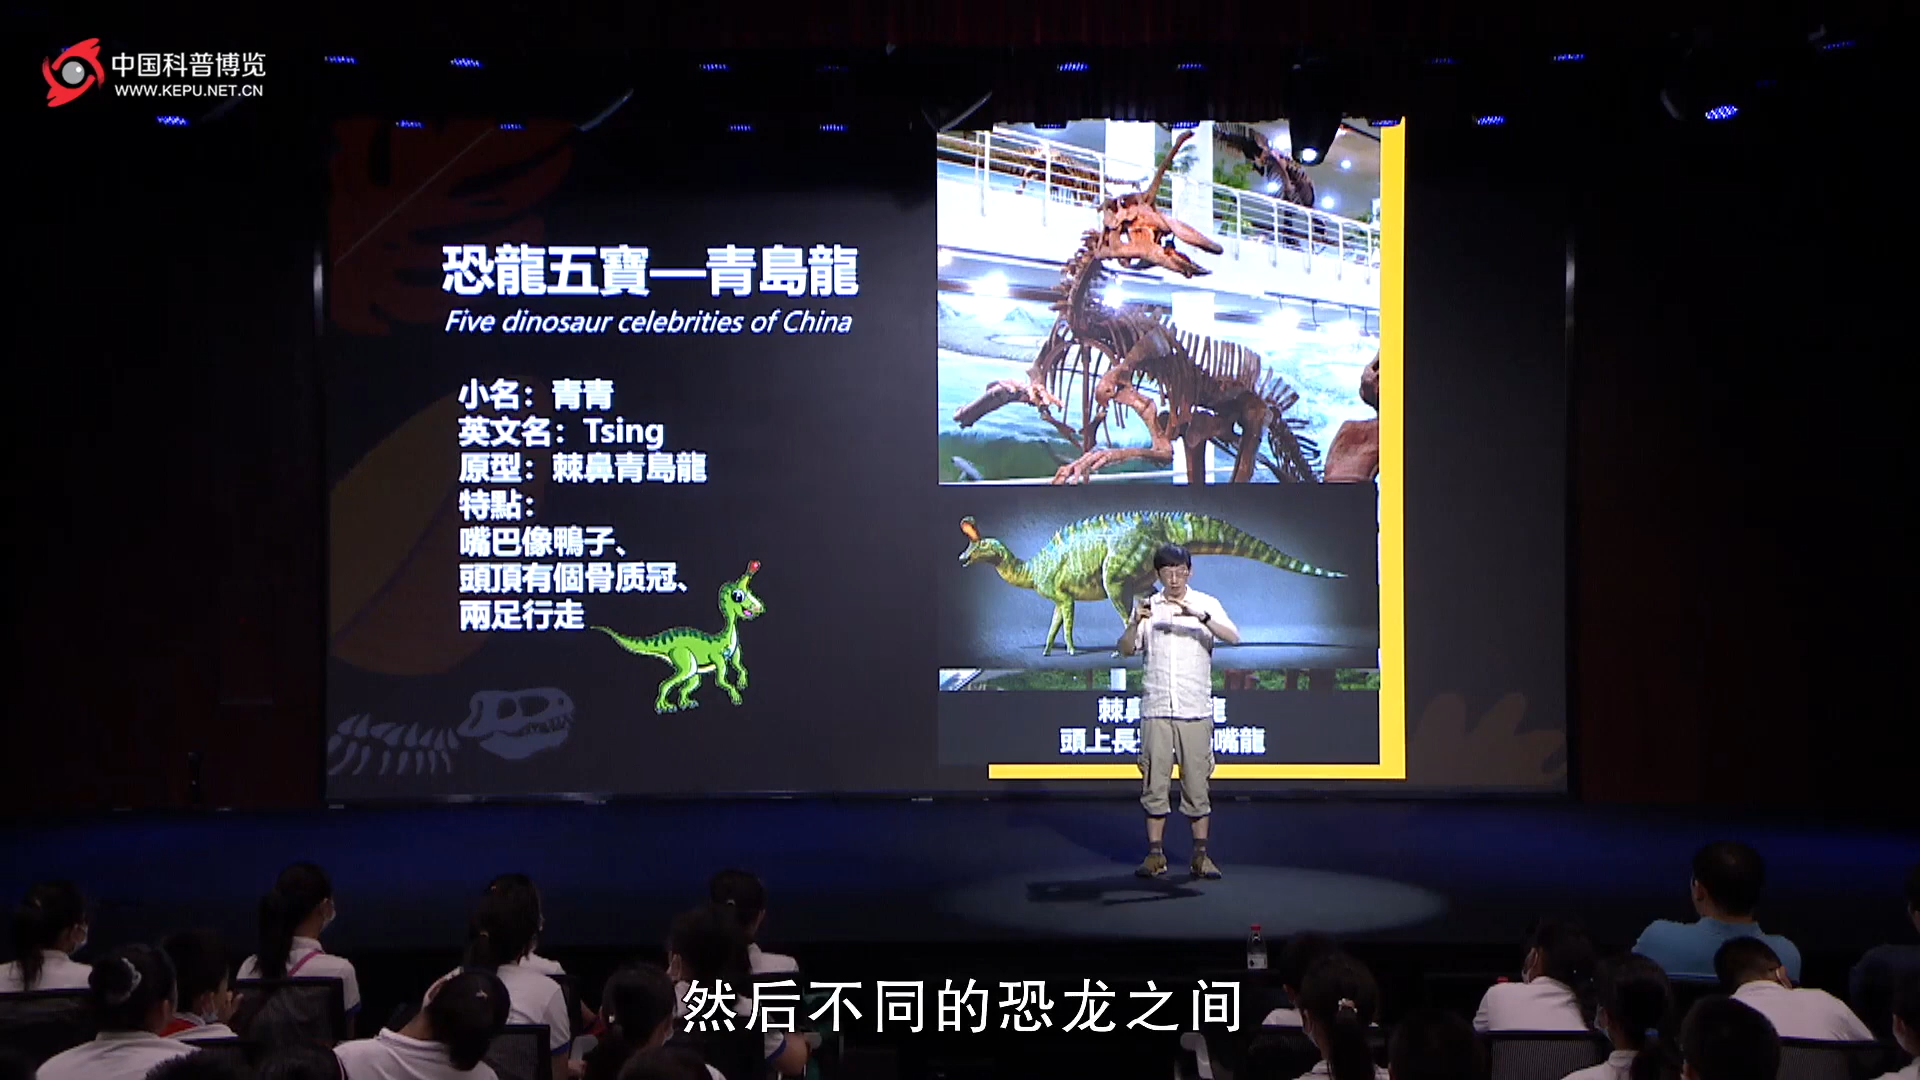 中国科普博览
WWW.KEPU.NET.CN
恐龍五寶—青島龍
Five dinosaur celebrities of China
小名：青青
英文名：Tsing
原型：棘鼻青島龍
特點：
嘴巴像鴨子、
頭頂有個骨质冠、
兩足行走
棘鼻 龍
頭上長 嘴龍
然后不同的恐龙之间